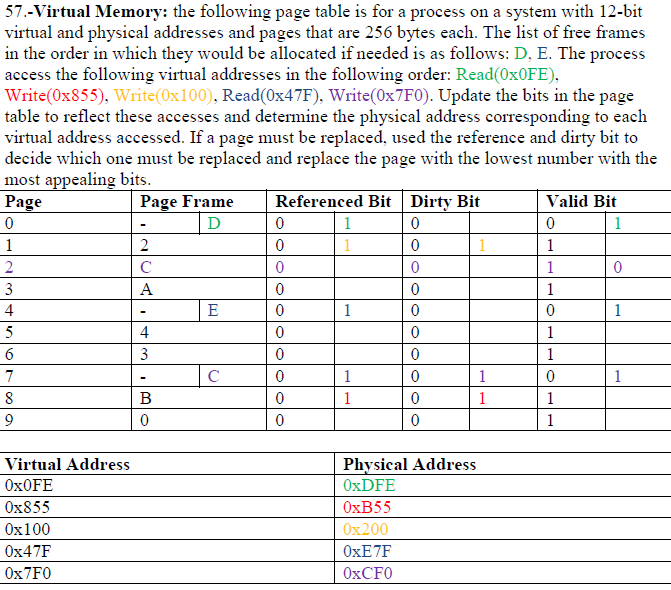 57.-Virtual Memory: the following page table is for a process on a system with 12-bit
virtual and physical addresses and pages that are 256 bytes each. The list of free frames
in the order in which they would be allocated if needed is as follows: D, E. The process
access the following virtual addresses in the following order: Read(0x0FE),
Write(0x855), Write(0x100), Read(0x47F), Write(0x7F0). Update the bits in the page
table to reflect these accesses and determine the physical address corresponding to each
virtual address accessed. If a page must be replaced, used the reference and dirty bit to
decide which one must be replaced and replace the page with the lowest number with the
most appealing bits.
Page Page Frame Referenced Bit Dirty Bit Valid Bit
0 - D 0 1 0 0 1
1 2 0 1 0 1 1
2 C 0 0 1 0
3 A 0 0 1
4 - E 0 1 0 0 1
5 4 0 0 1
6 3 0 0 1
7 - C 0 1 0 1 0 1
8 B 0 1 0 1 1
9 0 0 0 1
Virtual Address Physical Address
0x0FE 0xDFE
0x855 0xB55
0x100 0x200
0x47F 0xE7F
0x7F0 0xCF0